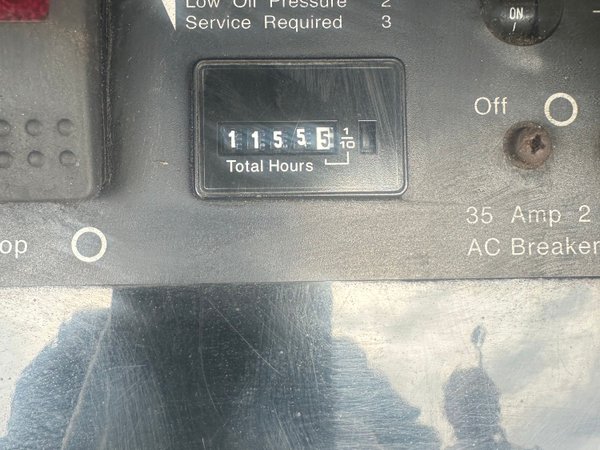 Low Oil Pressure 2
Service Required 3
ON
11555 1/10
Total Hours
Off
35 Amp 2
AC Breaker
op